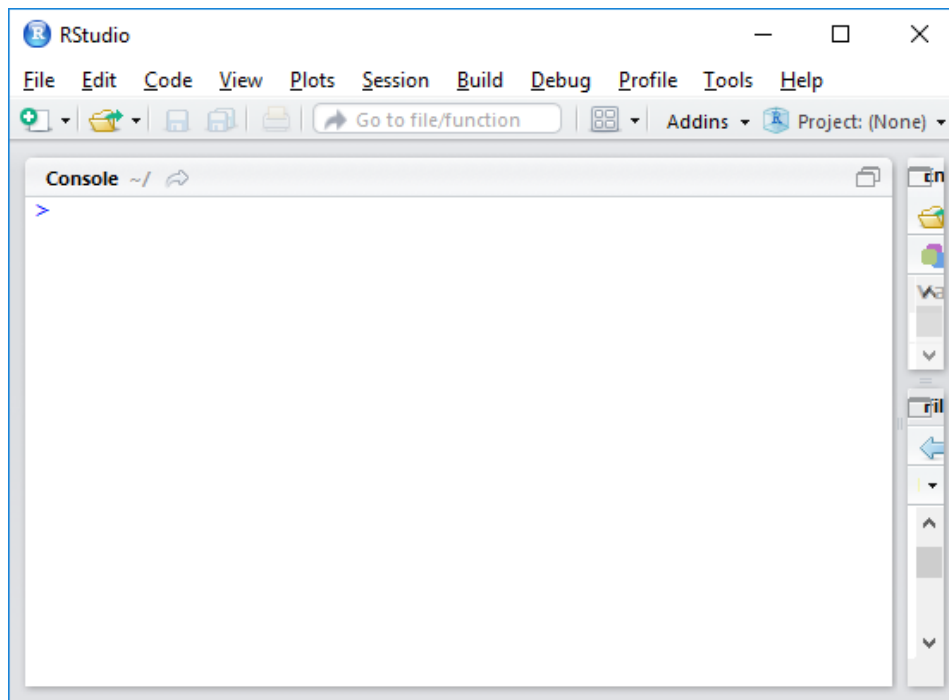 R RStudio
File Edit Code View Plots Session Build Debug Profile Tools Help
Go to file/function Addins R Project: (None)
Console ~/
>